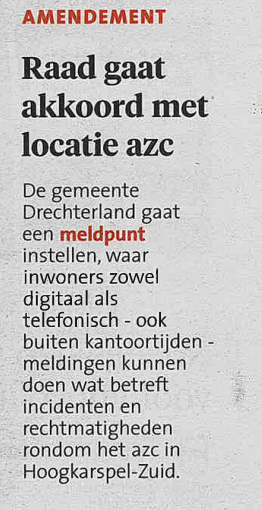 AMENDEMENT
Raad gaat
akkoord met
locatie azc
De gemeente
Drechterland gaat
een meldpunt
instellen, waar
inwoners zowel
digitaal als
telefonisch - ook
buiten kantoortijden -
meldingen kunnen
doen wat betreft
incidenten en
rechtmatigheden
rondom het azc in
Hoogkarspel-Zuid.